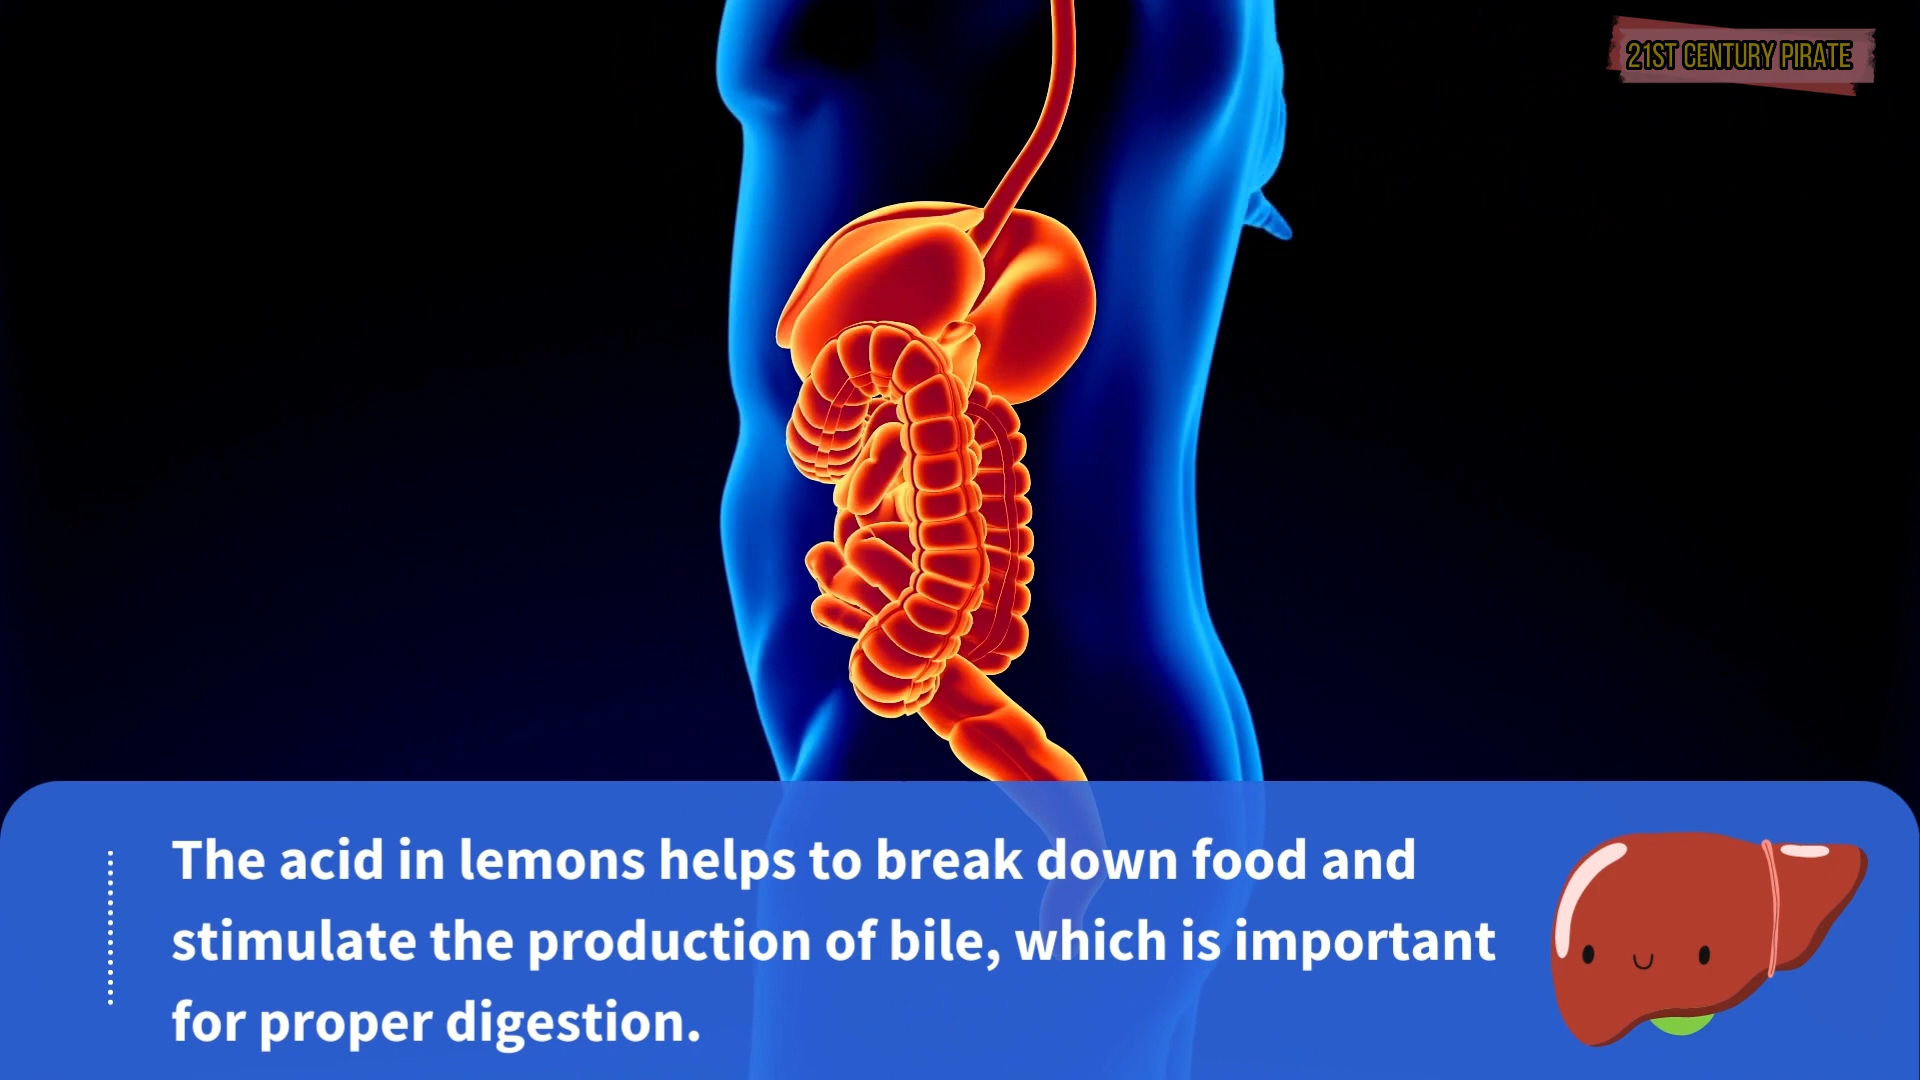 21ST CENTURY PIRATE
The acid in lemons helps to break down food and
stimulate the production of bile, which is important
for proper digestion.